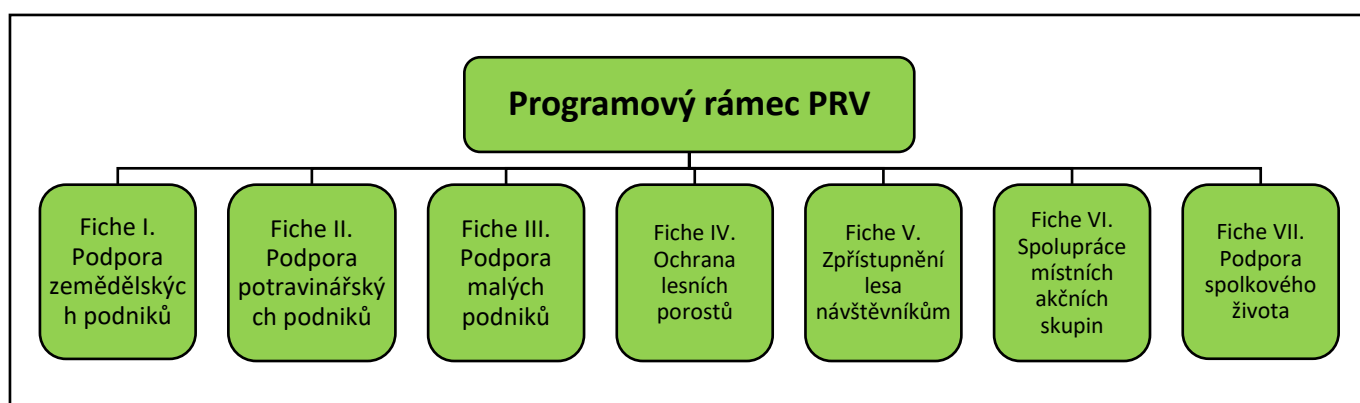 Programový rámec PRV
Fiche I.
Podpora
zemědělskýc
h podniků
Fiche II.
Podpora
potravinářský
ch podniků
Fiche III.
Podpora
malých
podniků
Fiche IV.
Ochrana
lesních
porostů
Fiche V.
Zpřístupnění
lesa
návštěvníkům
Fiche VI.
Spolupráce
místních
akčních
skupin
Fiche VII.
Podpora
spolkového
života